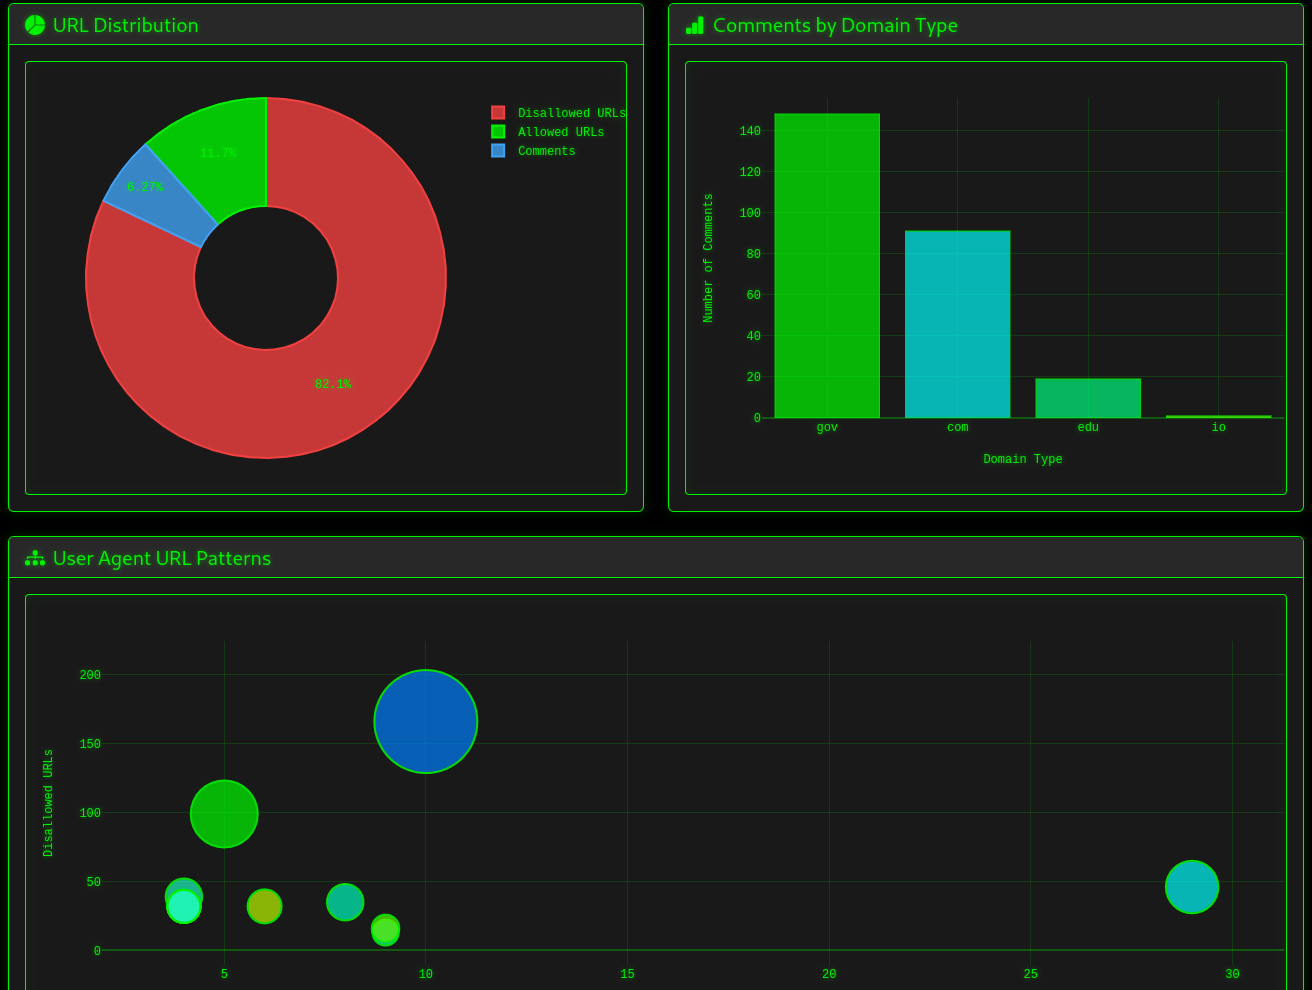 URL Distribution
Disallowed URLs
Allowed URLs
Comments
11.7%
6.27%
82.1%
Comments by Domain Type
Number of Comments
140
120
100
80
60
40
20
0
gov com edu io
Domain Type
User Agent URL Patterns
Disallowed URLs
200
150
100
50
0
5 10 15 20 25 30